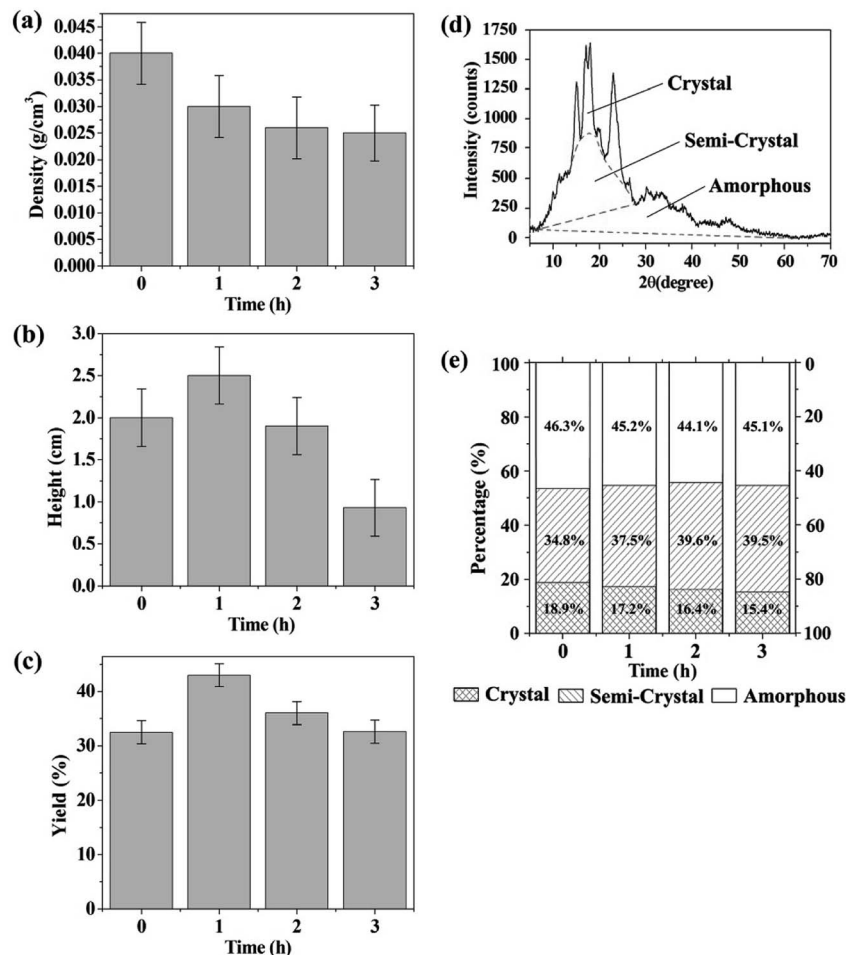 (a)
0.045
0.040
0.035
0.030
0.025
0.020
0.015
0.010
0.005
0.000
Density (g/cm³)
0 1 2 3
Time (h)
(b)
3.0
2.5
2.0
1.5
1.0
0.5
0.0
Height (cm)
0 1 2 3
Time (h)
(c)
40
30
20
10
0
Yield (%)
0 1 2 3
Time (h)
(d)
1750
1500
1250
1000
750
500
250
0
Intensity (counts)
Crystal
Semi-Crystal
Amorphous
10 20 30 40 50 60 70
2θ(degree)
(e)
100
80
60
40
20
0
Percentage (%)
46.3% 45.2% 44.1% 45.1%
34.8% 37.5% 39.6% 39.5%
18.9% 17.2% 16.4% 15.4%
0
20
40
60
80
100
0 1 2 3
Time (h)
Crystal Semi-Crystal Amorphous